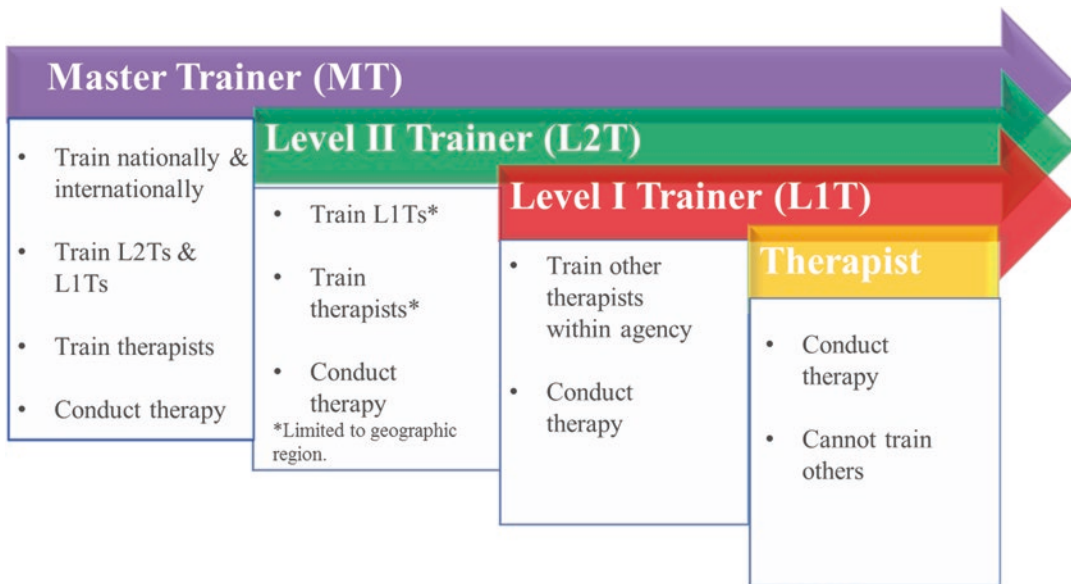 Master Trainer (MT)
• Train nationally &
internationally
• Train L2Ts &
L1Ts
• Train therapists
• Conduct therapy
Level II Trainer (L2T)
• Train L1Ts*
• Train
therapists*
• Conduct
therapy
*Limited to geographic
region.
Level I Trainer (L1T)
• Train other
therapists
within agency
• Conduct
therapy
Therapist
• Conduct
therapy
• Cannot train
others